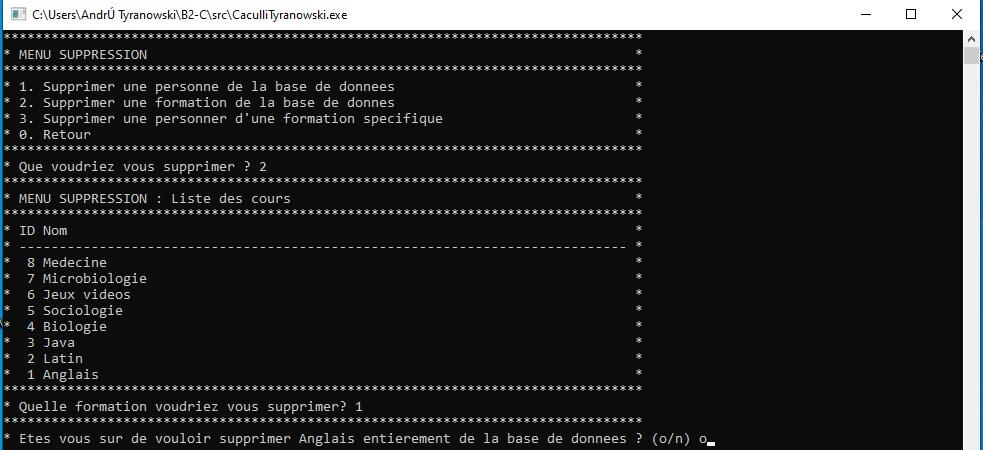 C:\Users\AndrÚ Tyranowski\B2-C\src\CaculliTyranowski.exe
********************************************************************************
* MENU SUPPRESSION *
********************************************************************************
* 1. Supprimer une personne de la base de donnees *
* 2. Supprimer une formation de la base de donnes *
* 3. Supprimer une personner d'une formation specifique *
* 0. Retour *
********************************************************************************
* Que voudriez vous supprimer ? 2
********************************************************************************
* MENU SUPPRESSION : Liste des cours *
********************************************************************************
* ID Nom *
* ---------------------------------------------------------------------------- *
* 8 Medecine *
* 7 Microbiologie *
* 6 Jeux videos *
* 5 Sociologie *
* 4 Biologie *
* 3 Java *
* 2 Latin *
* 1 Anglais *
********************************************************************************
* Quelle formation voudriez vous supprimer? 1
********************************************************************************
* Etes vous sur de vouloir supprimer Anglais entierement de la base de donnees ? (o/n) o